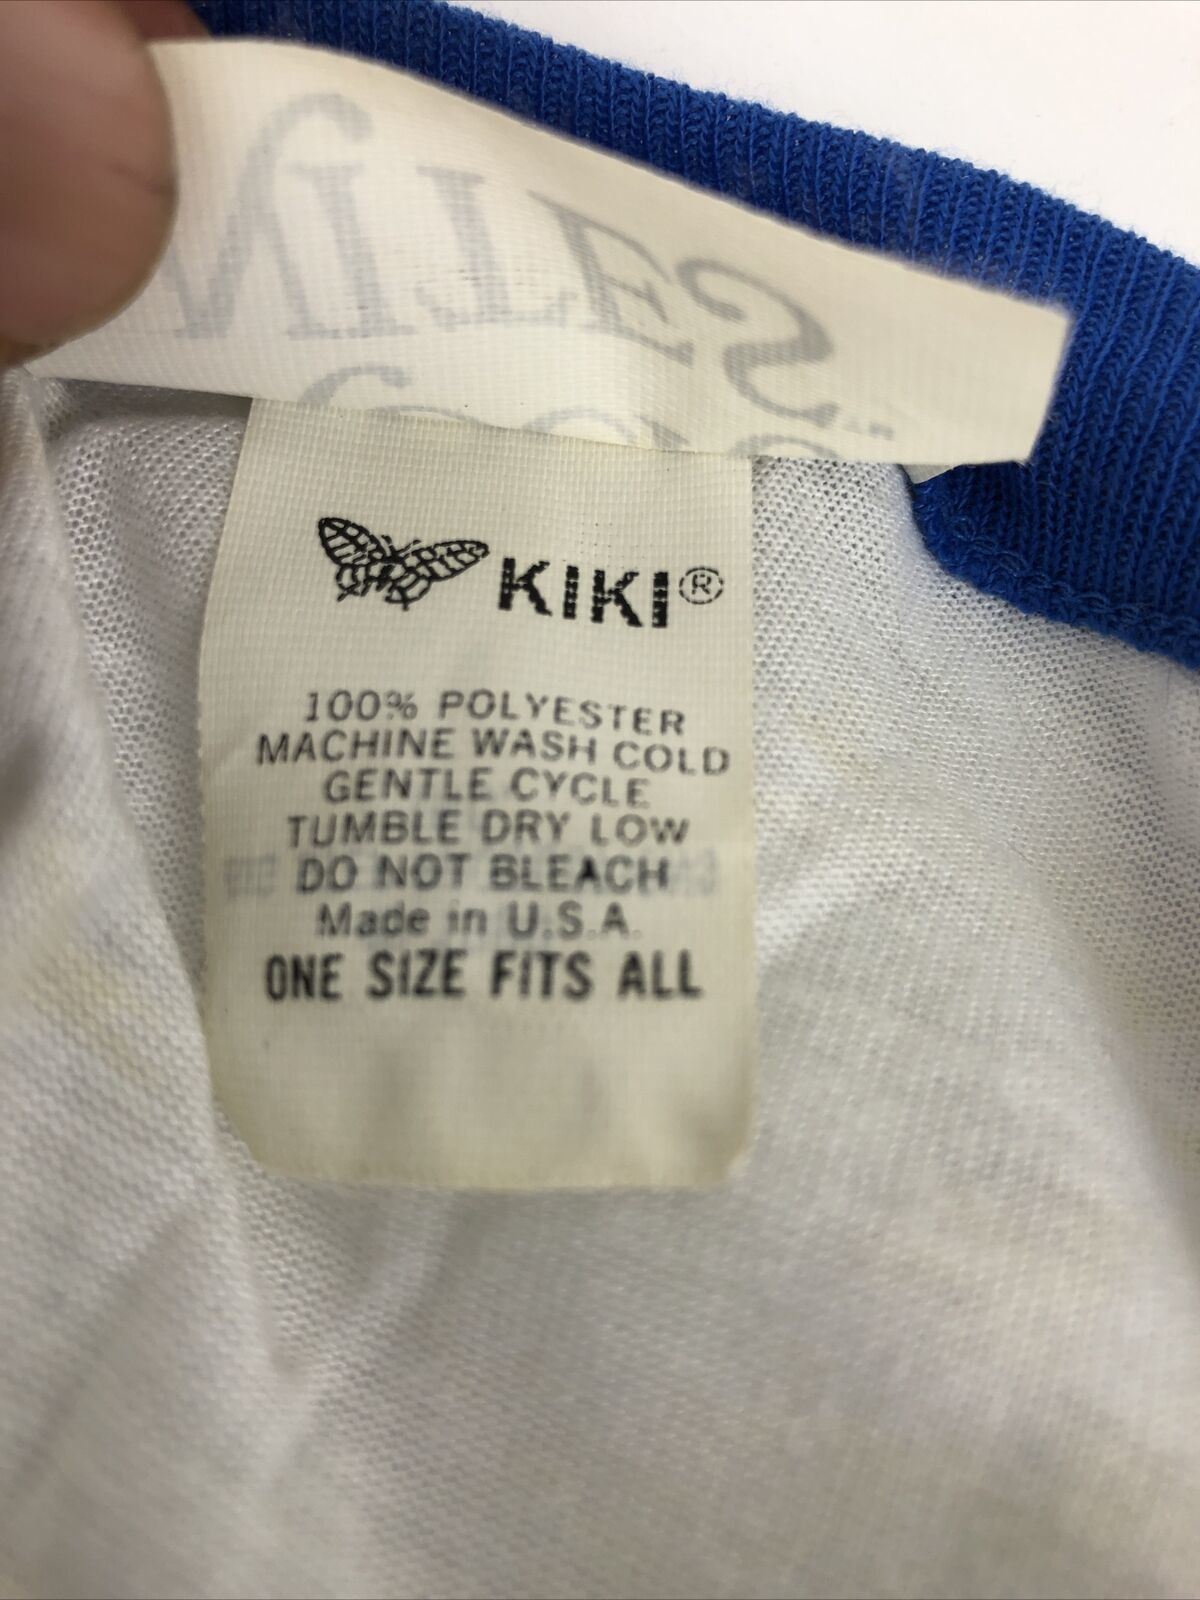 NITES
KIKI®
100% POLYESTER
MACHINE WASH COLD
GENTLE CYCLE
TUMBLE DRY LOW
DO NOT BLEACH
Made in U.S.A.
ONE SIZE FITS ALL